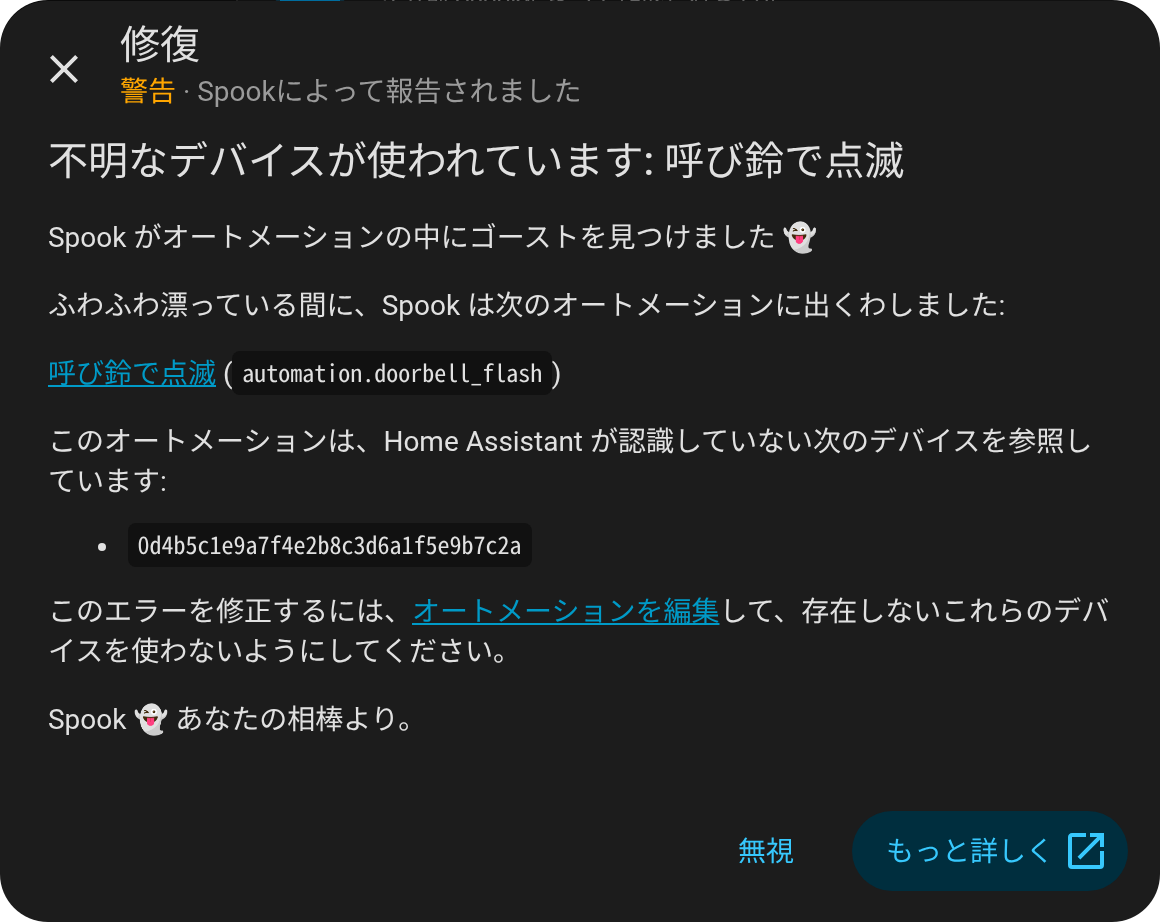 修復
警告 · Spookによって報告されました
不明なデバイスが使われています: 呼び鈴で点滅
Spook がオートメーションの中にゴーストを見つけました 👻
ふわふわ漂っている間に、Spook は次のオートメーションに出くわしました:
呼び鈴で点滅 (automation.doorbell_flash)
このオートメーションは、Home Assistant が認識していない次のデバイスを参照し
ています:
• 0d4b5c1e9a7f4e2b8c3d6a1f5e9b7c2a
このエラーを修正するには、オートメーションを編集して、存在しないこれらのデバ
イスを使わないようにしてください。
Spook 👻 あなたの相棒より。
無視
もっと詳しく